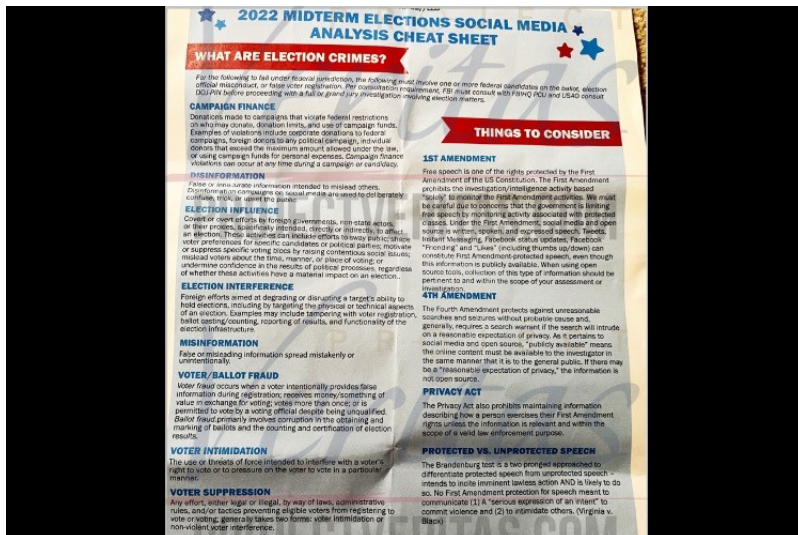 2022 MIDTERM ELECTIONS SOCIAL MEDIA
ANALYSIS CHEAT SHEET
WHAT ARE ELECTION CRIMES?
For the following to fall under federal jurisdiction, the following must involve one or more federal candidates on the ballot, election
official misconduct, or false voter registration. Per consultation requirement, FBI must consult with FBIHQ PCU and USAO consult
DOJ PIN before proceeding with a full or grand jury investigation involving election matters.
CAMPAIGN FINANCE
Donations made to campaigns that violate federal restrictions
on who may donate, donation limits, and use of campaign funds.
Examples of violations include corporate donations to federal
campaigns, foreign donors to any political campaign, individual
donors that exceed the maximum amount allowed under the law,
or using campaign funds for personal expenses. Campaign finance
violations can occur at any time during a campaign or candidacy.
DISINFORMATION
False or inaccurate information intended to mislead others.
Disinformation campaigns on social media are used to deliberately
confuse, trick, or upset the public.
ELECTION INFLUENCE
Covert or overt efforts by foreign governments, non-state actors,
or their proxies, specifically intended, directly or indirectly, to affect
an election. These activities can include efforts to sway public; shape
voter preferences for specific candidates or political parties; motivate
or suppress specific voting blocs by raising contentious social issues;
mislead voters about the time, manner, or place of voting; or
undermine confidence in the results of political processes, regardless
of whether these activities have a material impact on an election.
ELECTION INTERFERENCE
Foreign efforts aimed at degrading or disrupting a target's ability to
hold elections, including by targeting the physical or technical aspects
of an election. Examples may include tampering with voter registration,
ballot casting/counting, reporting of results, and functionality of the
election infrastructure.
MISINFORMATION
False or misleading information spread mistakenly or
unintentionally.
VOTER/BALLOT FRAUD
Voter fraud occurs when a voter intentionally provides false
information during registration; receives money/something of
value in exchange for voting; votes more than once; or is
permitted to vote by a voting official despite being unqualified.
Ballot fraud primarily involves corruption in the obtaining and
marking of ballots and the counting and certification of election
results.
VOTER INTIMIDATION
The use or threats of force intended to interfere with a voter's
right to vote or to pressure on the voter to vote in a particular
manner.
VOTER SUPPRESSION
Any effort, either legal or illegal, by way of laws, administrative
rules, and/or tactics preventing eligible voters from registering to
vote or voting; generally takes two forms: voter intimidation or
non-violent voter interference.
THINGS TO CONSIDER
1ST AMENDMENT
Free speech is one of the rights protected by the First
Amendment of the US Constitution. The First Amendment
prohibits the investigation/intelligence activity based
"solely" to monitor the First Amendment activities. We must
be careful due to concerns that the government is limiting
free speech by monitoring activity associated with protected
classes. Under the First Amendment, social media and open
source is written, spoken, and expressed speech. Tweets,
Instant Messaging, Facebook status updates, Facebook
"Friending" and "Likes" (including thumbs up/down) can
constitute First Amendment-protected speech, even though
this information is publicly available. When using open
source tools, collection of this type of information should be
pertinent to and within the scope of your assessment or
investigation.
4TH AMENDMENT
The Fourth Amendment protects against unreasonable
searches and seizures without probable cause and,
generally, requires a search warrant if the search will intrude
on a reasonable expectation of privacy. As it pertains to
social media and open source, "publicly available" means
the online content must be available to the investigator in
the same manner that it is to the general public. If there may
be a "reasonable expectation of privacy," the information is
not open source.
PRIVACY ACT
The Privacy Act also prohibits maintaining information
describing how a person exercises their First Amendment
rights unless the information is relevant and within the
scope of a valid law enforcement purpose.
PROTECTED VS. UNPROTECTED SPEECH
The Brandenburg test is a two pronged approached to
differentiate protected speech from unprotected speech –
intends to incite imminent lawless action AND is likely to do
so. No First Amendment protection for speech meant to
communicate (1) A "serious expression of an intent" to
commit violence and (2) to intimidate others. (Virginia v.
Black)